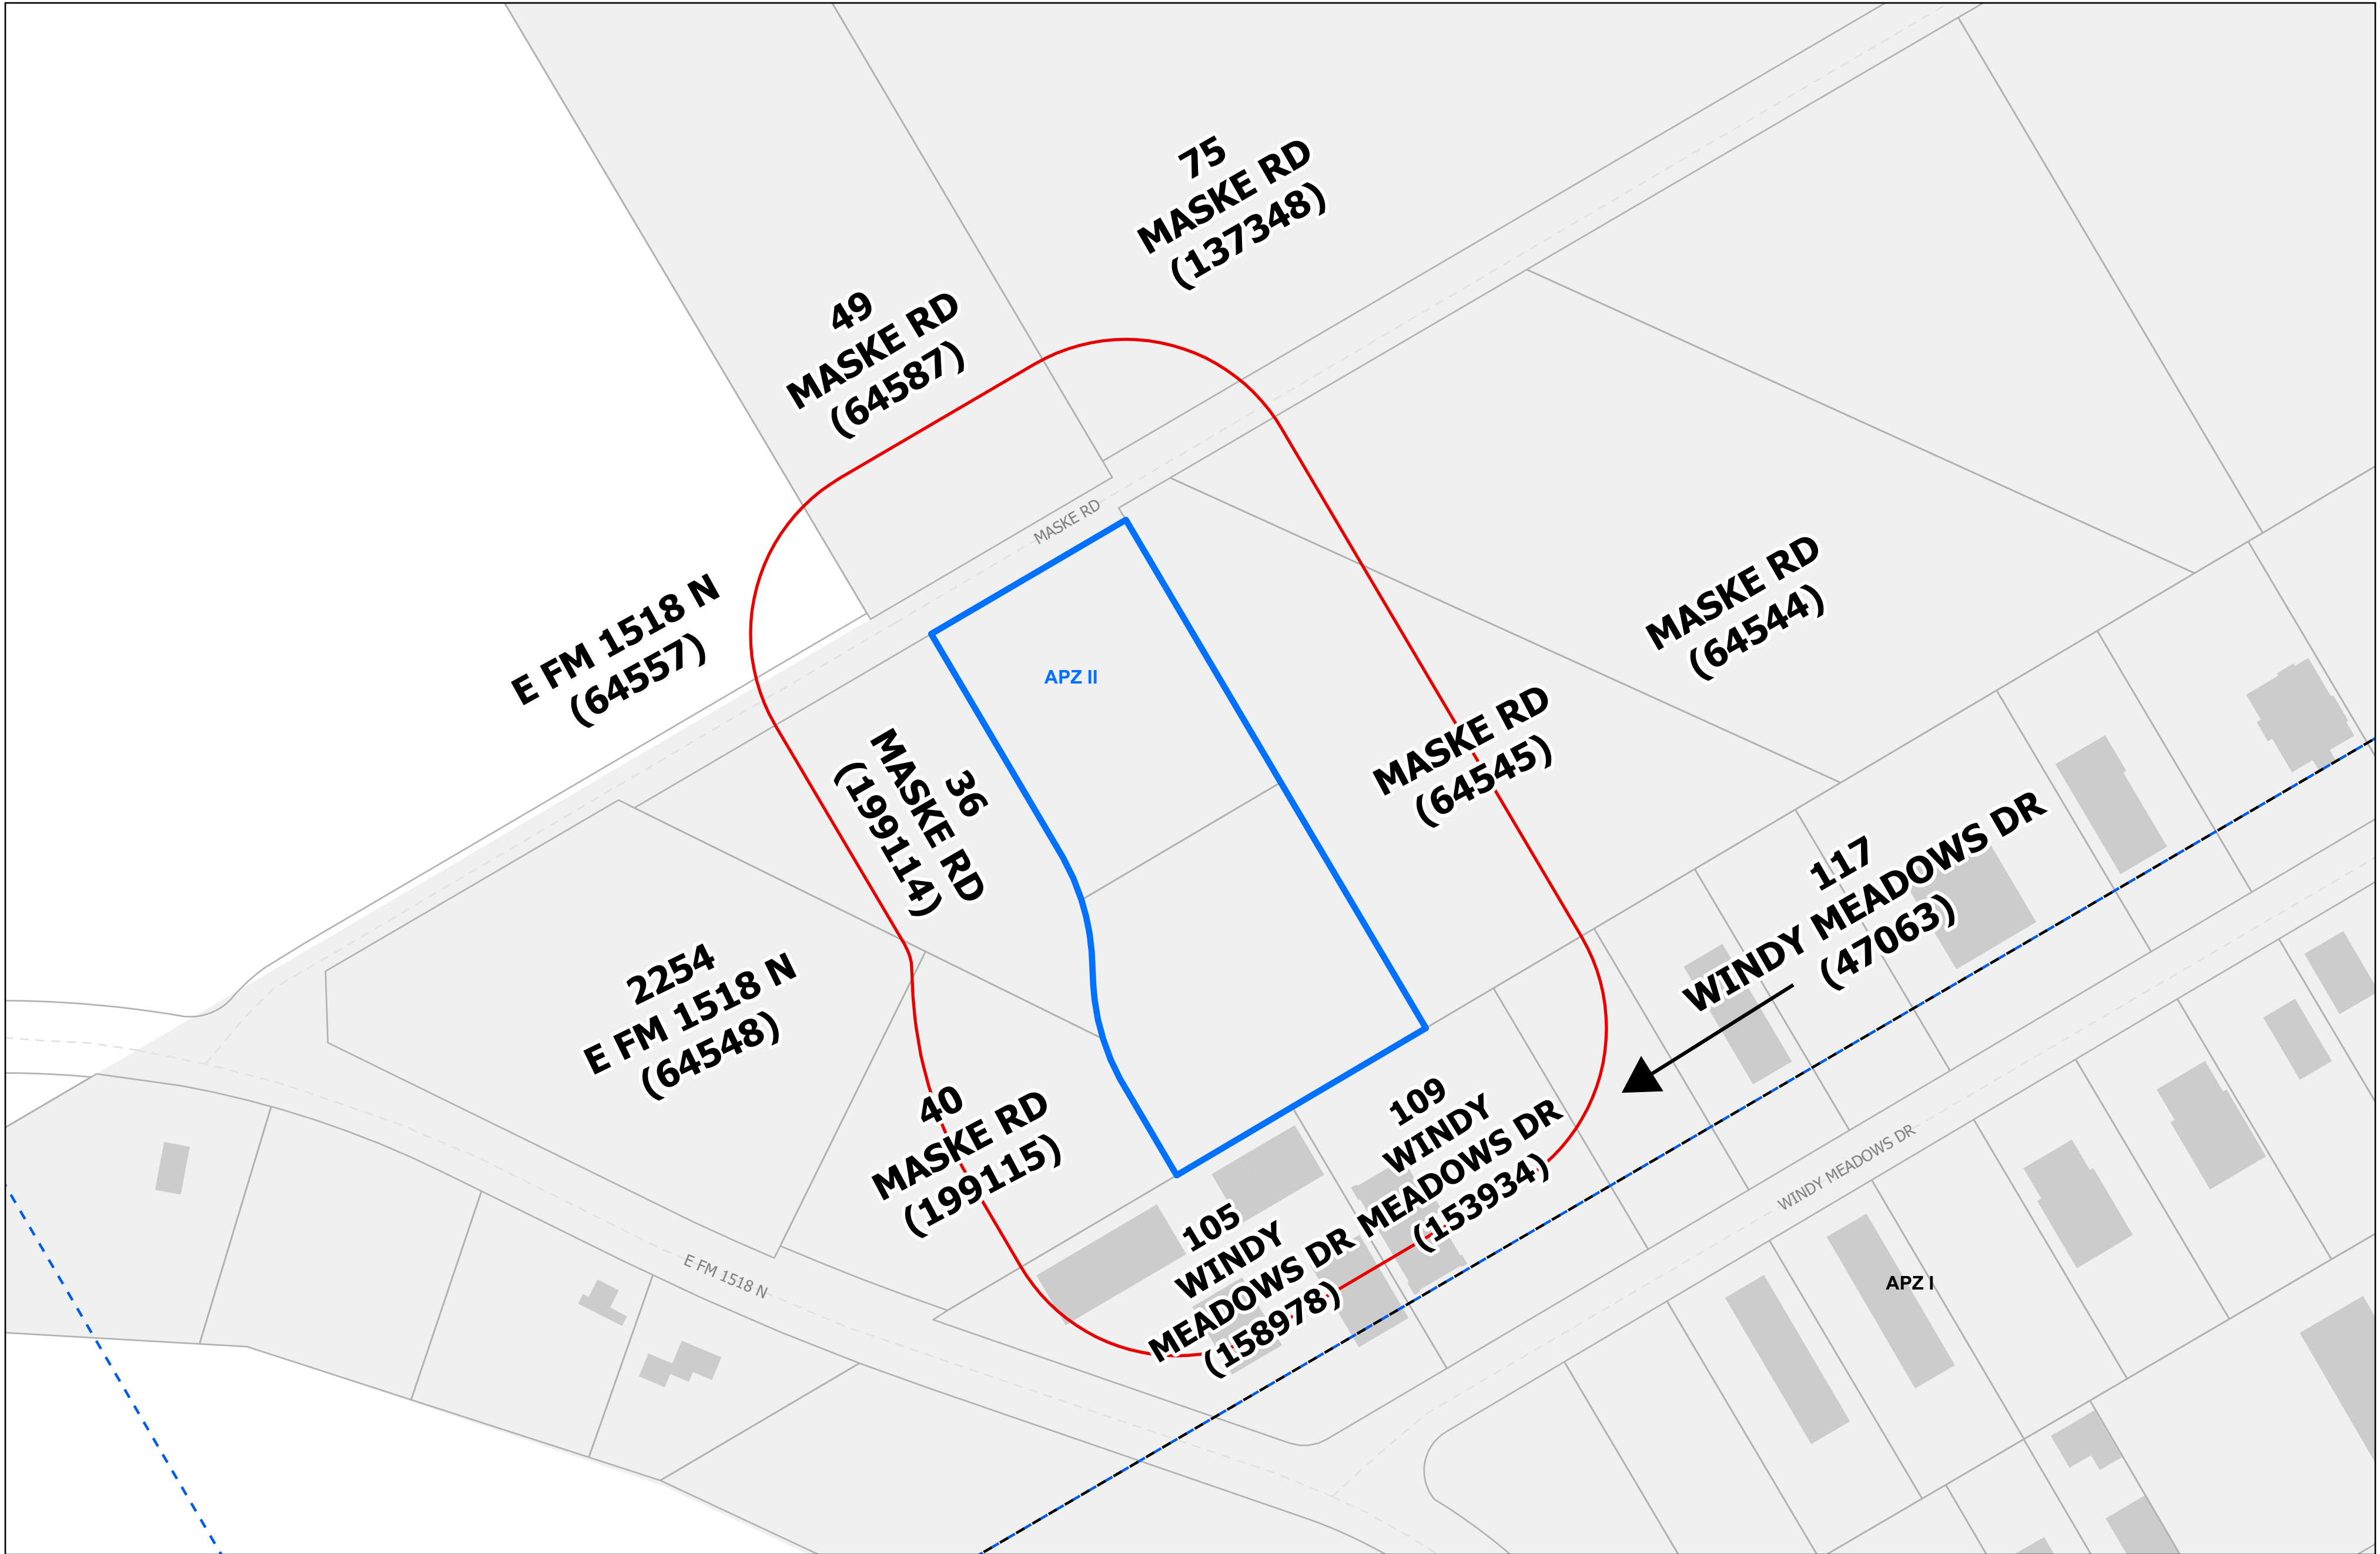 75
MASKE RD
(137348)
49
MASKE RD
(64587)
MASKE RD
E FM 1518 N
(64557)
MASKE RD
(64544)
APZ II
MASKE RD
(64545)
36
MASKE RD
(199114)
117
WINDY MEADOWS DR
(47063)
2254
E FM 1518 N
(64548)
40
MASKE RD
(199115)
109
WINDY
MEADOWS DR
(153934)
105
WINDY
MEADOWS DR
(158978)
WINDY MEADOWS DR
E FM 1518 N
APZ I